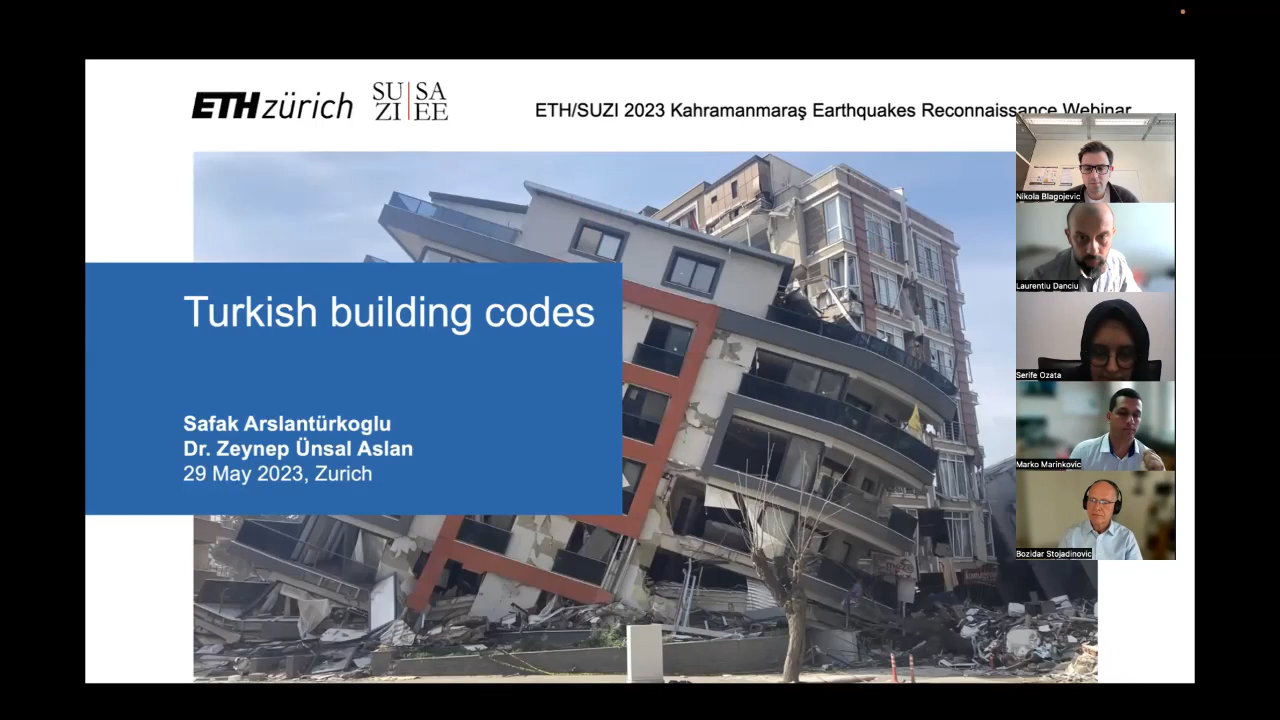 ETH zürich
SU|SA
ZI|EE
ETH/SUZI 2023 Kahramanmaraş Earthquakes Reconnaissance Webinar
Turkish building codes
Safak Arslantürkoglu
Dr. Zeynep Ünsal Aslan
29 May 2023, Zurich
Nikola Blagojevic
Laurentiu Danciu
Serife Ozata
Marko Marinkovic
Bozidar Stojadinovic